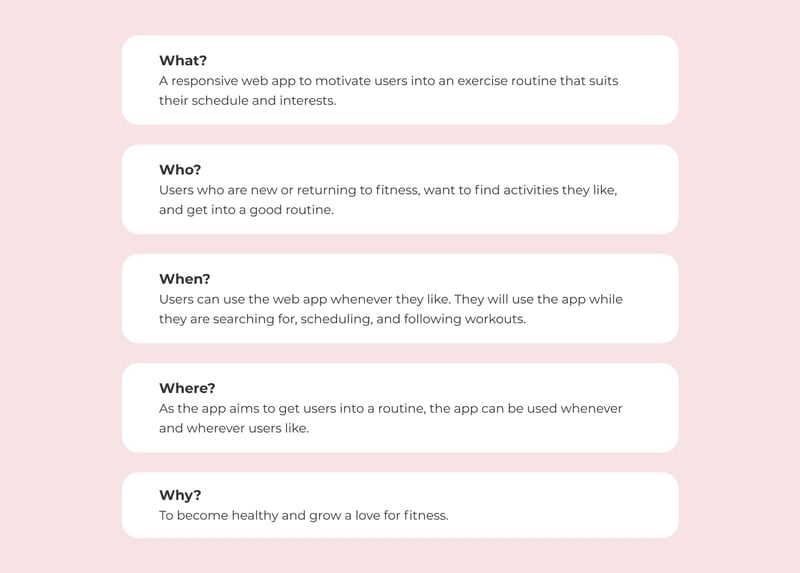 What?
A responsive web app to motivate users into an exercise routine that suits
their schedule and interests.
Who?
Users who are new or returning to fitness, want to find activities they like,
and get into a good routine.
When?
Users can use the web app whenever they like. They will use the app while
they are searching for, scheduling, and following workouts.
Where?
As the app aims to get users into a routine, the app can be used whenever
and wherever users like.
Why?
To become healthy and grow a love for fitness.